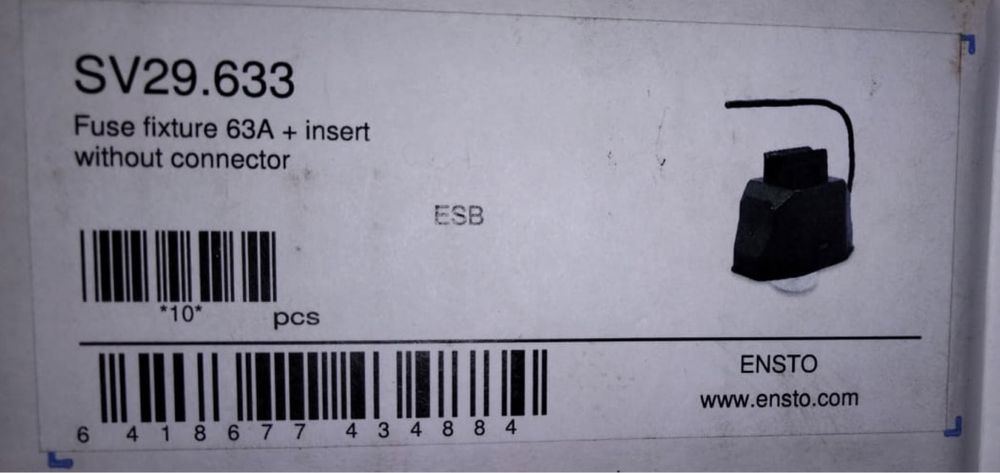 SV29.633
Fuse fixture 63A + insert
without connector
ESB
*10*
pcs
6 418677 434884
ENSTO
www.ensto.com